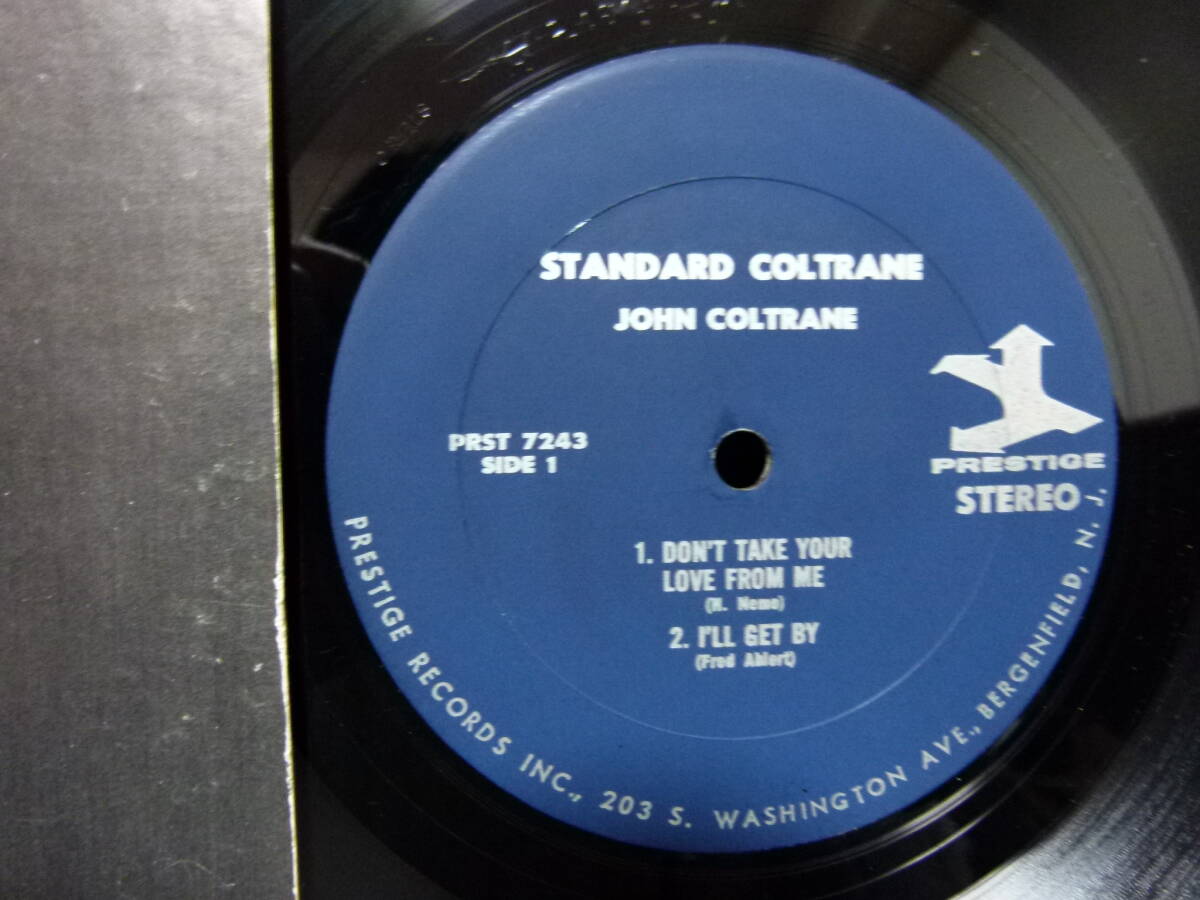 STANDARD COLTRANE
JOHN COLTRANE
PRST 7243
SIDE 1
PRESTIGE
STEREO
1. DON'T TAKE YOUR
LOVE FROM ME
(H. Nemo)
2. I'LL GET BY
(Fred Ahlert)
PRESTIGE RECORDS INC., 203 S. WASHINGTON AVE., BERGENFIELD, N. J.